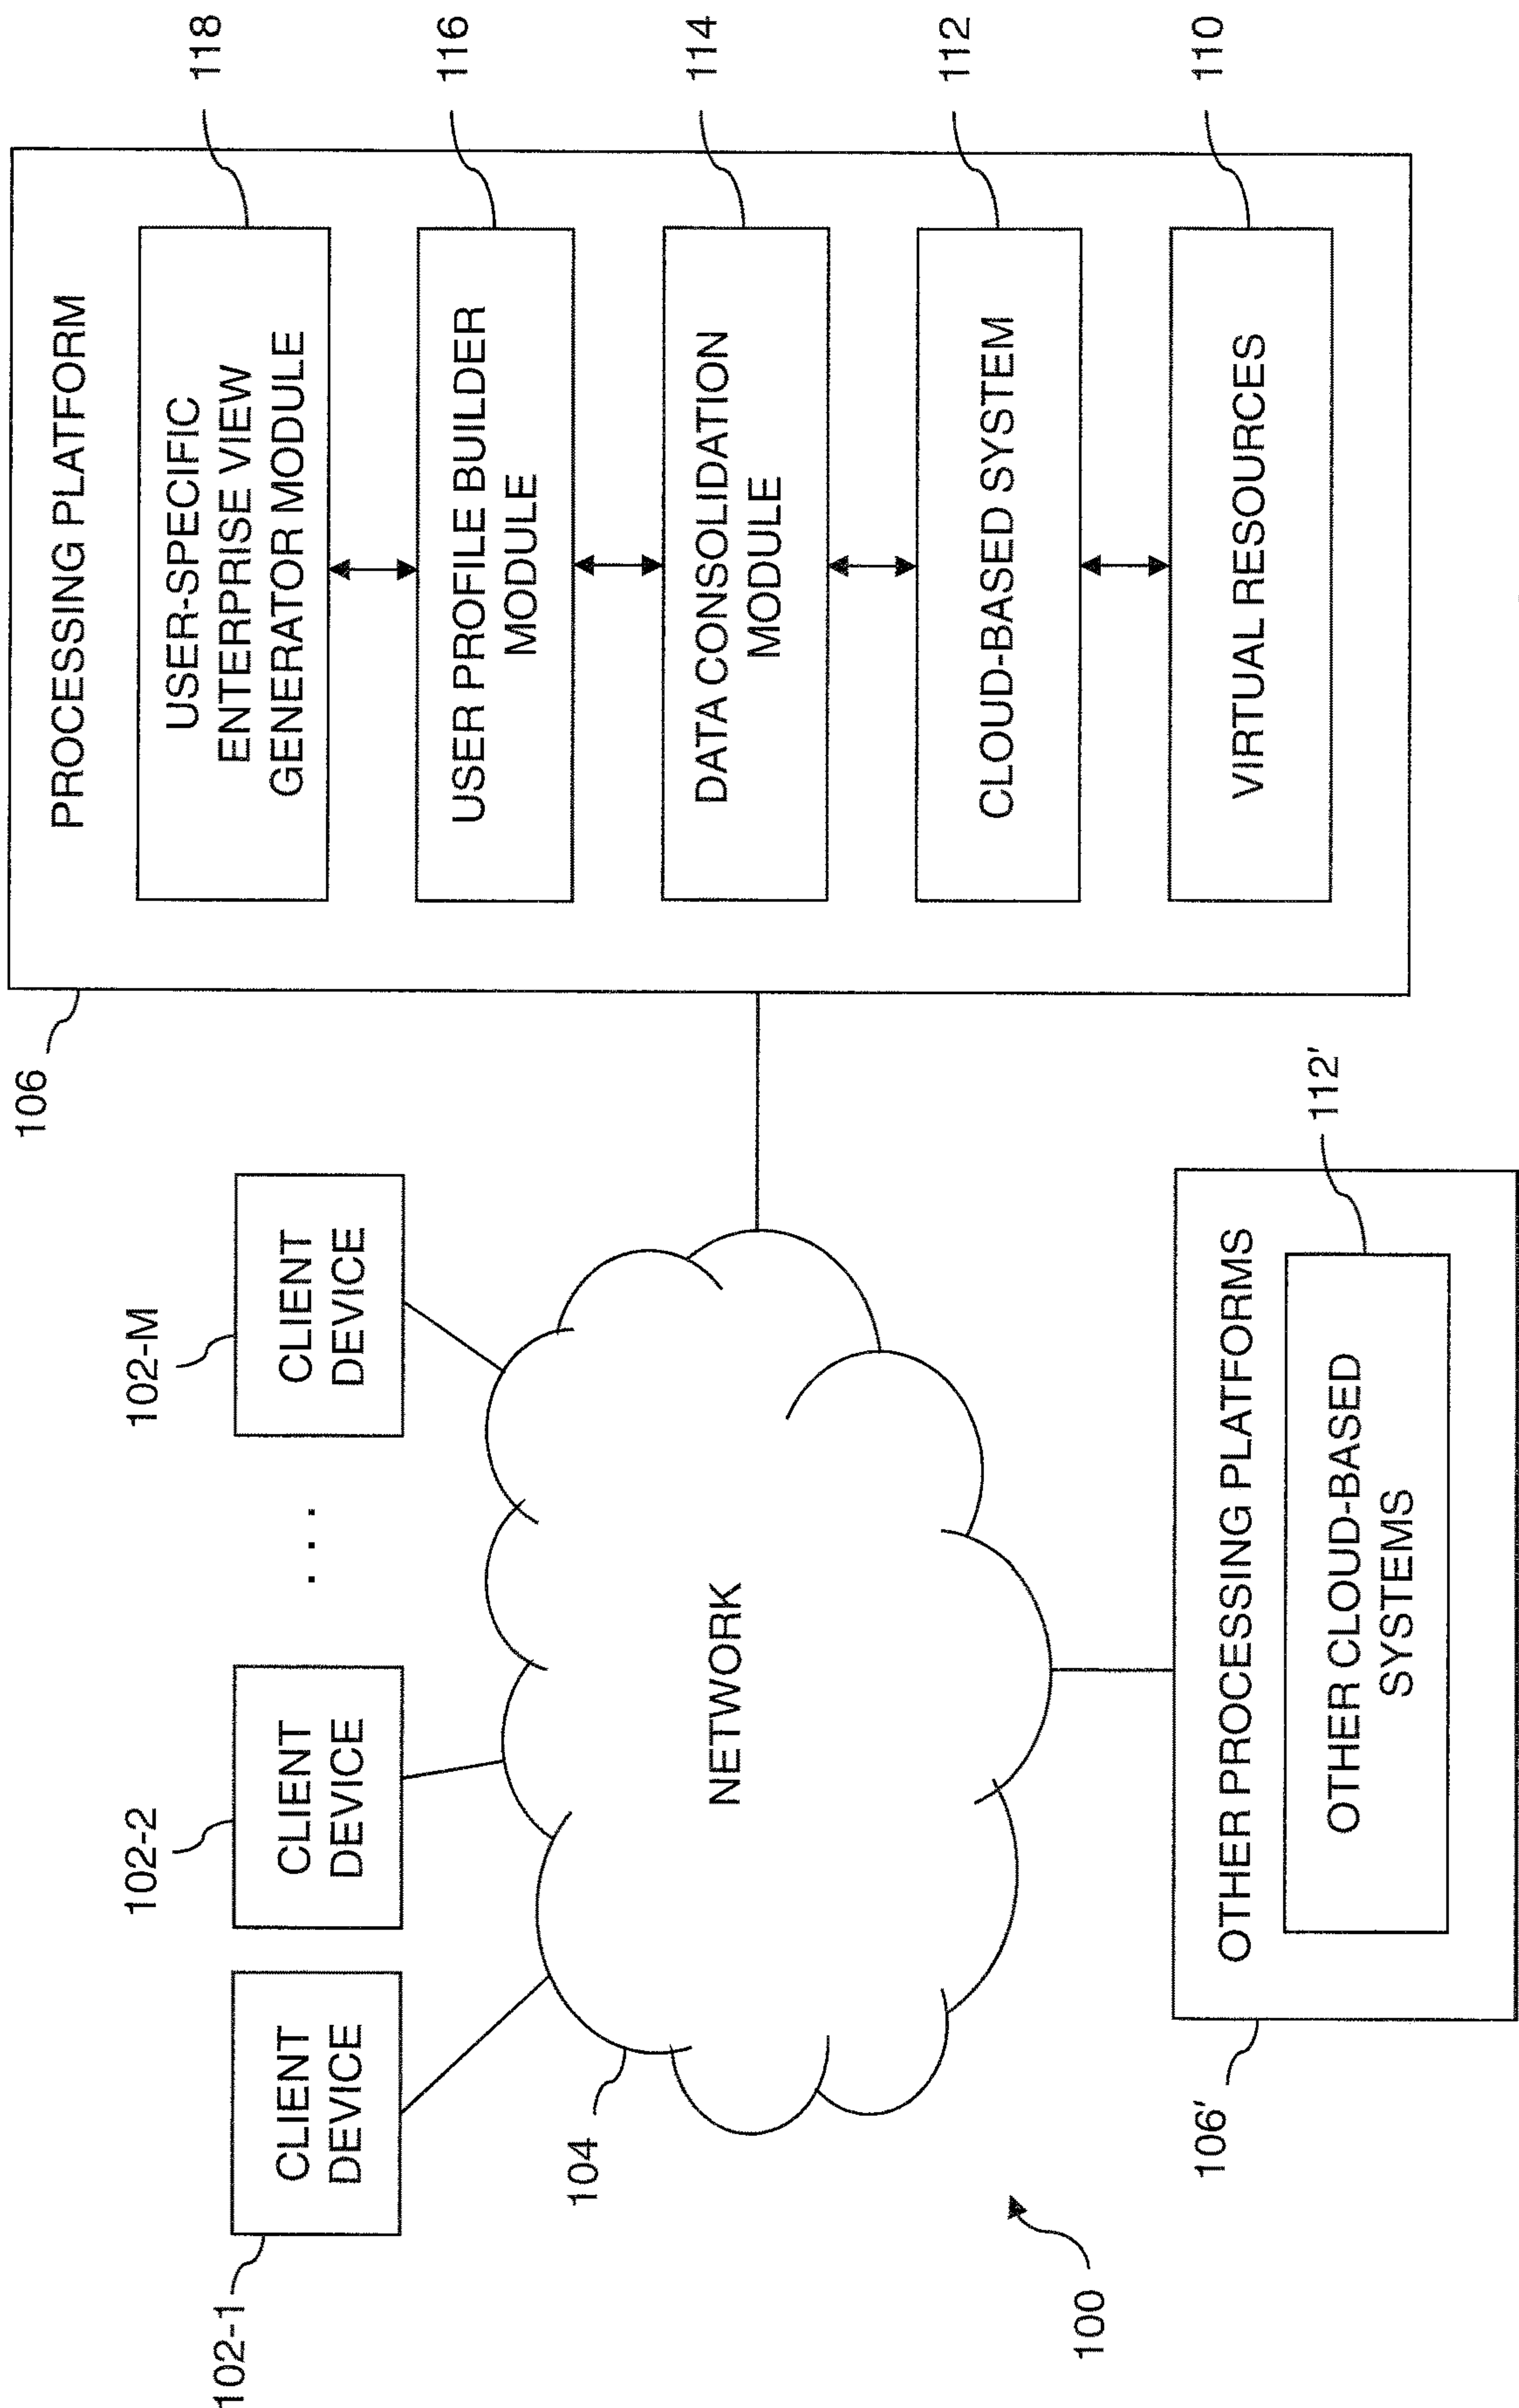 102-1
CLIENT
DEVICE
102-2
CLIENT
DEVICE
. . .
102-M
CLIENT
DEVICE
104
NETWORK
100
106
PROCESSING PLATFORM
USER-SPECIFIC
ENTERPRISE VIEW
GENERATOR MODULE
118
USER PROFILE BUILDER
MODULE
116
DATA CONSOLIDATION
MODULE
114
CLOUD-BASED SYSTEM
112
VIRTUAL RESOURCES
110
106′
OTHER PROCESSING PLATFORMS
OTHER CLOUD-BASED
SYSTEMS
112′